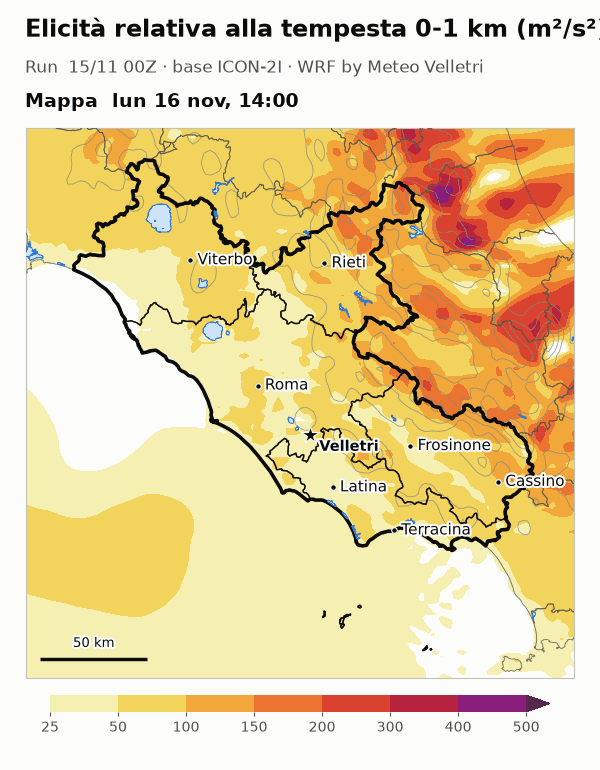 Elicità relativa alla tempesta 0-1 km (m²/s²)
Run 15/11 00Z · base ICON-2I · WRF by Meteo Velletri
Mappa lun 16 nov, 14:00
Viterbo
Rieti
Roma
Velletri
Frosinone
Latina
Cassino
Terracina
50 km
25 50 100 150 200 300 400 500